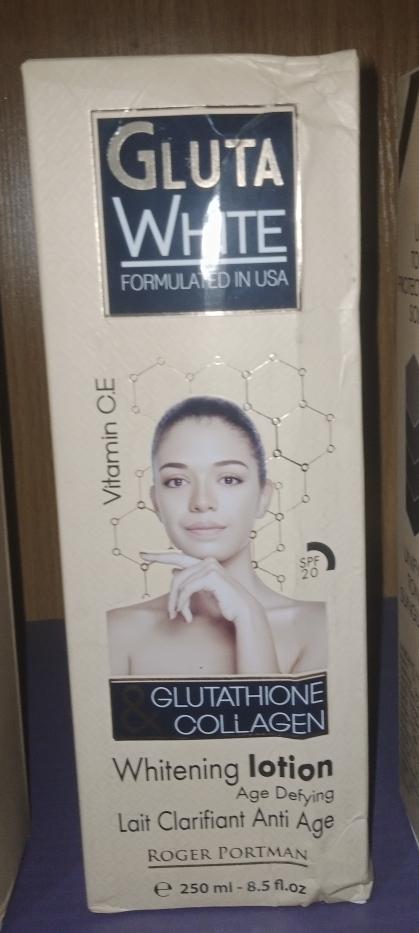 GLUTA
WHITE
FORMULATED IN USA
Vitamin C.E
SPF
20
GLUTATHIONE
& COLLAGEN
Whitening lotion
Age Defying
Lait Clarifiant Anti Age
ROGER PORTMAN
e 250 ml - 8.5 fl.oz